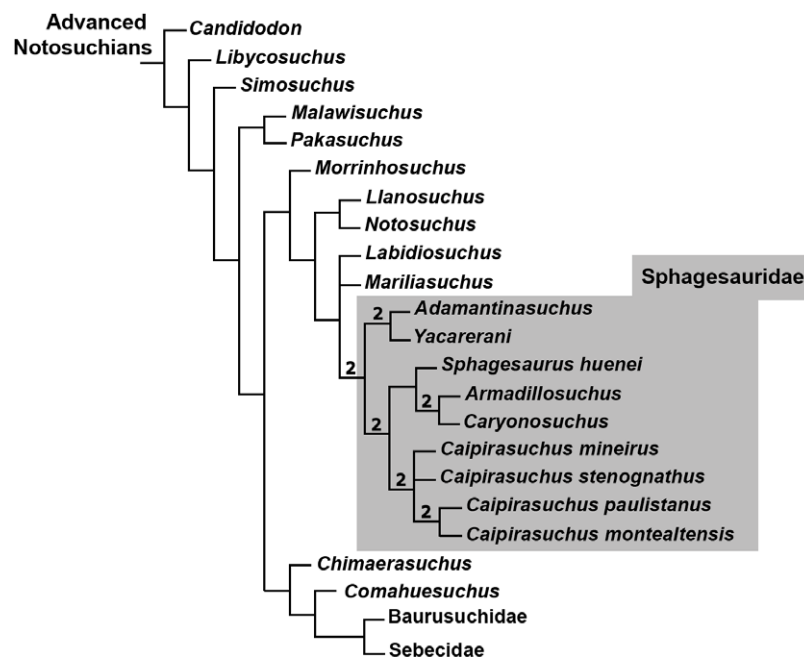 Advanced
Notosuchians
Candidodon
Libycosuchus
Simosuchus
Malawisuchus
Pakasuchus
Morrinhosuchus
Llanosuchus
Notosuchus
Labidiosuchus
Sphagesauridae
Mariliasuchus
Adamantinasuchus
2
Yacarerani
2
Sphagesaurus huenei
Armadillosuchus
2
Caryonosuchus
2
Caipirasuchus mineirus
Caipirasuchus stenognathus
2
Caipirasuchus paulistanus
2
Caipirasuchus montealtensis
Chimaerasuchus
Comahuesuchus
Baurusuchidae
Sebecidae